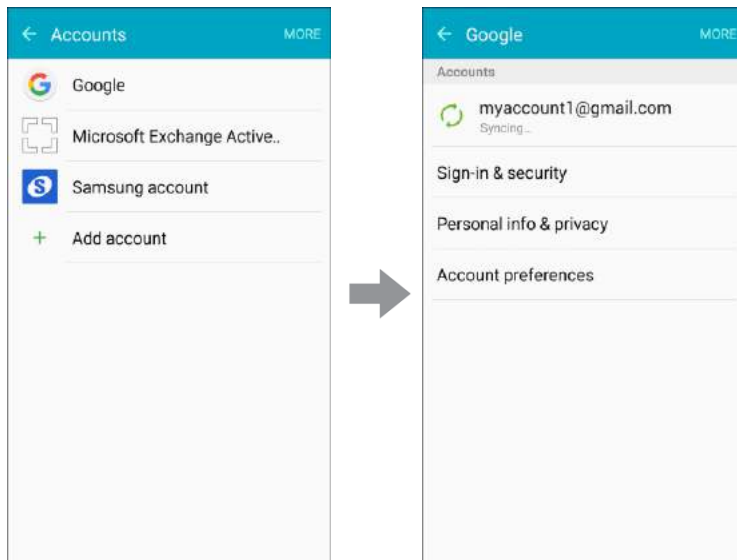 Accounts
MORE
Google
Microsoft Exchange Active..
Samsung account
Add account
Google
MORE
Accounts
myaccount1@gmail.com
Syncing...
Sign-in & security
Personal info & privacy
Account preferences